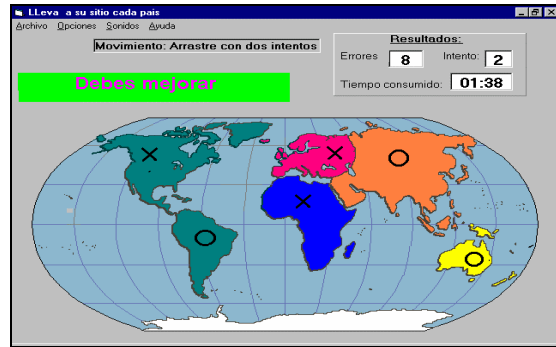 LLeva a su sitio cada pais
Archivo Opciones Sonidos Ayuda
Movimiento: Arrastre con dos intentos
Resultados:
Errores 8 Intento: 2
Tiempo consumido: 01:38
Debes mejorar